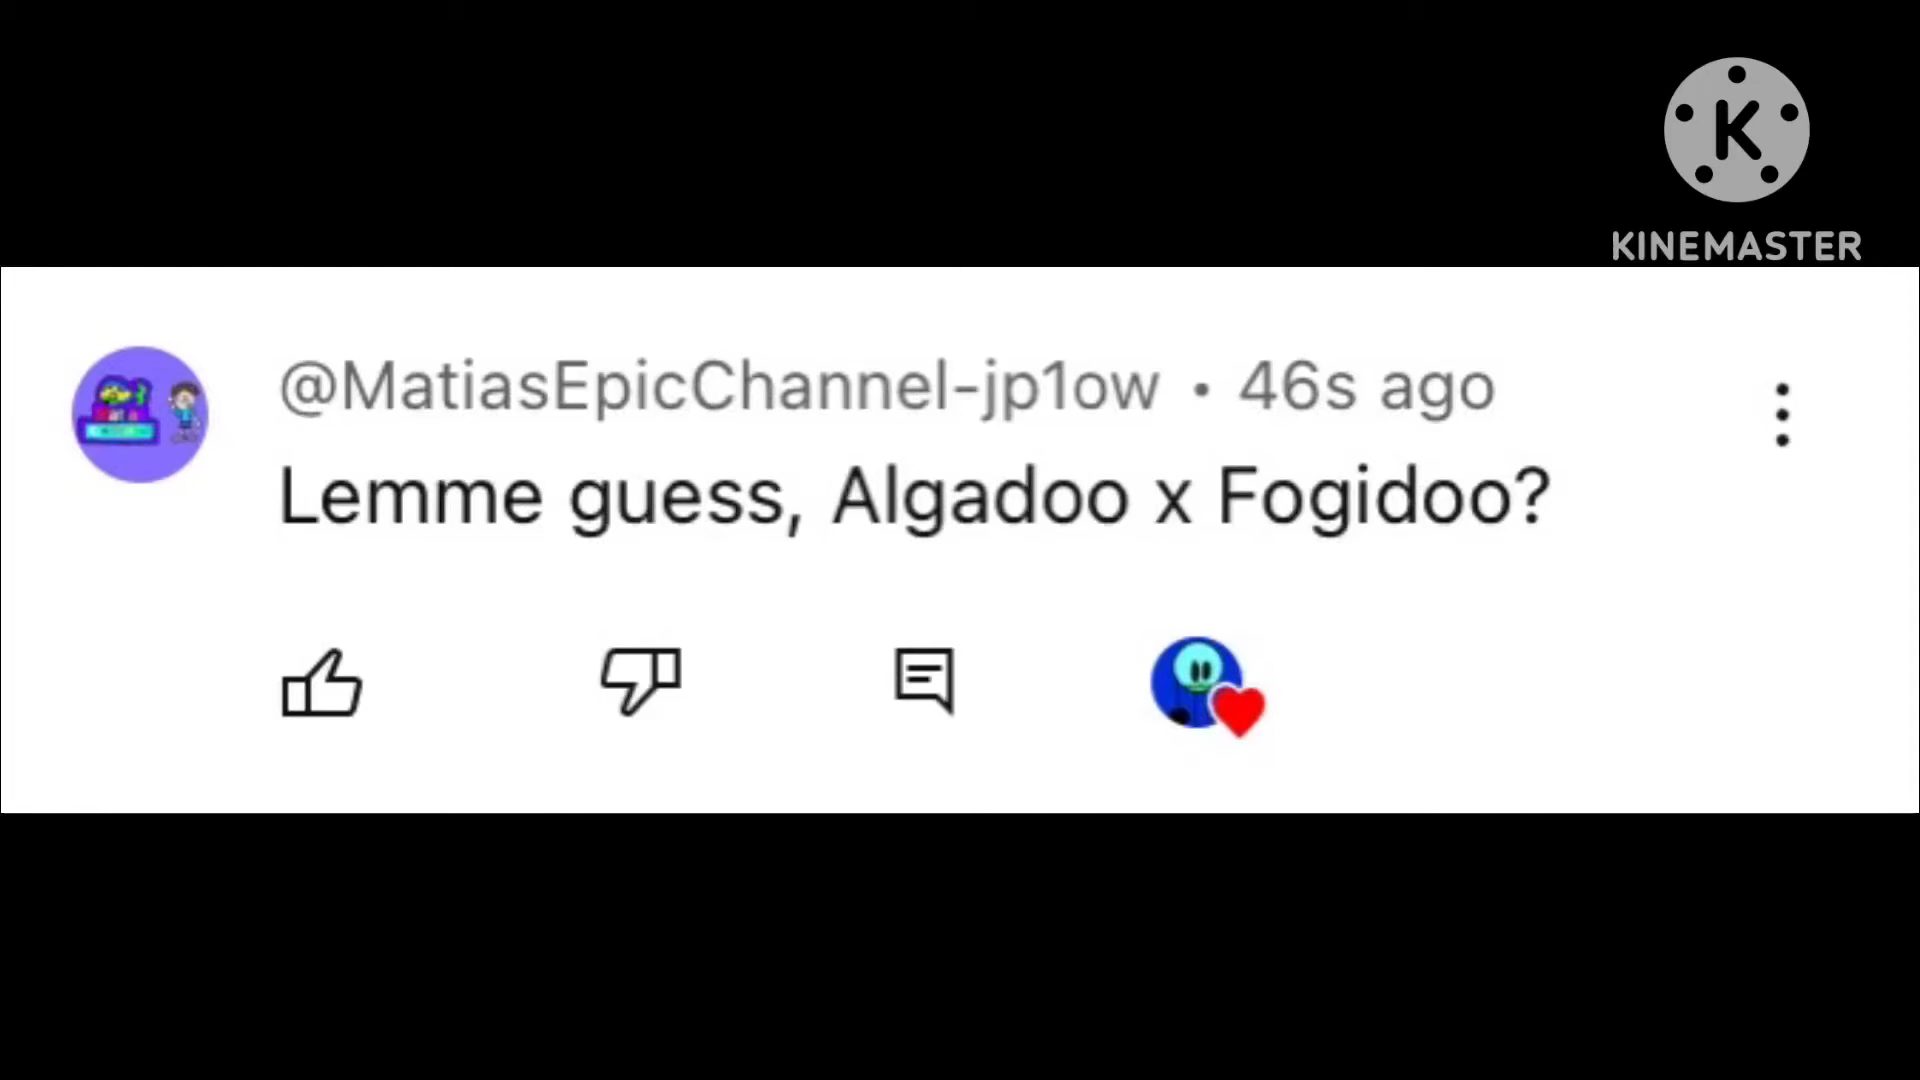 K
KINEMASTER
@MatiasEpicChannel-jp1ow • 46s ago
Lemme guess, Algadoo x Fogidoo?